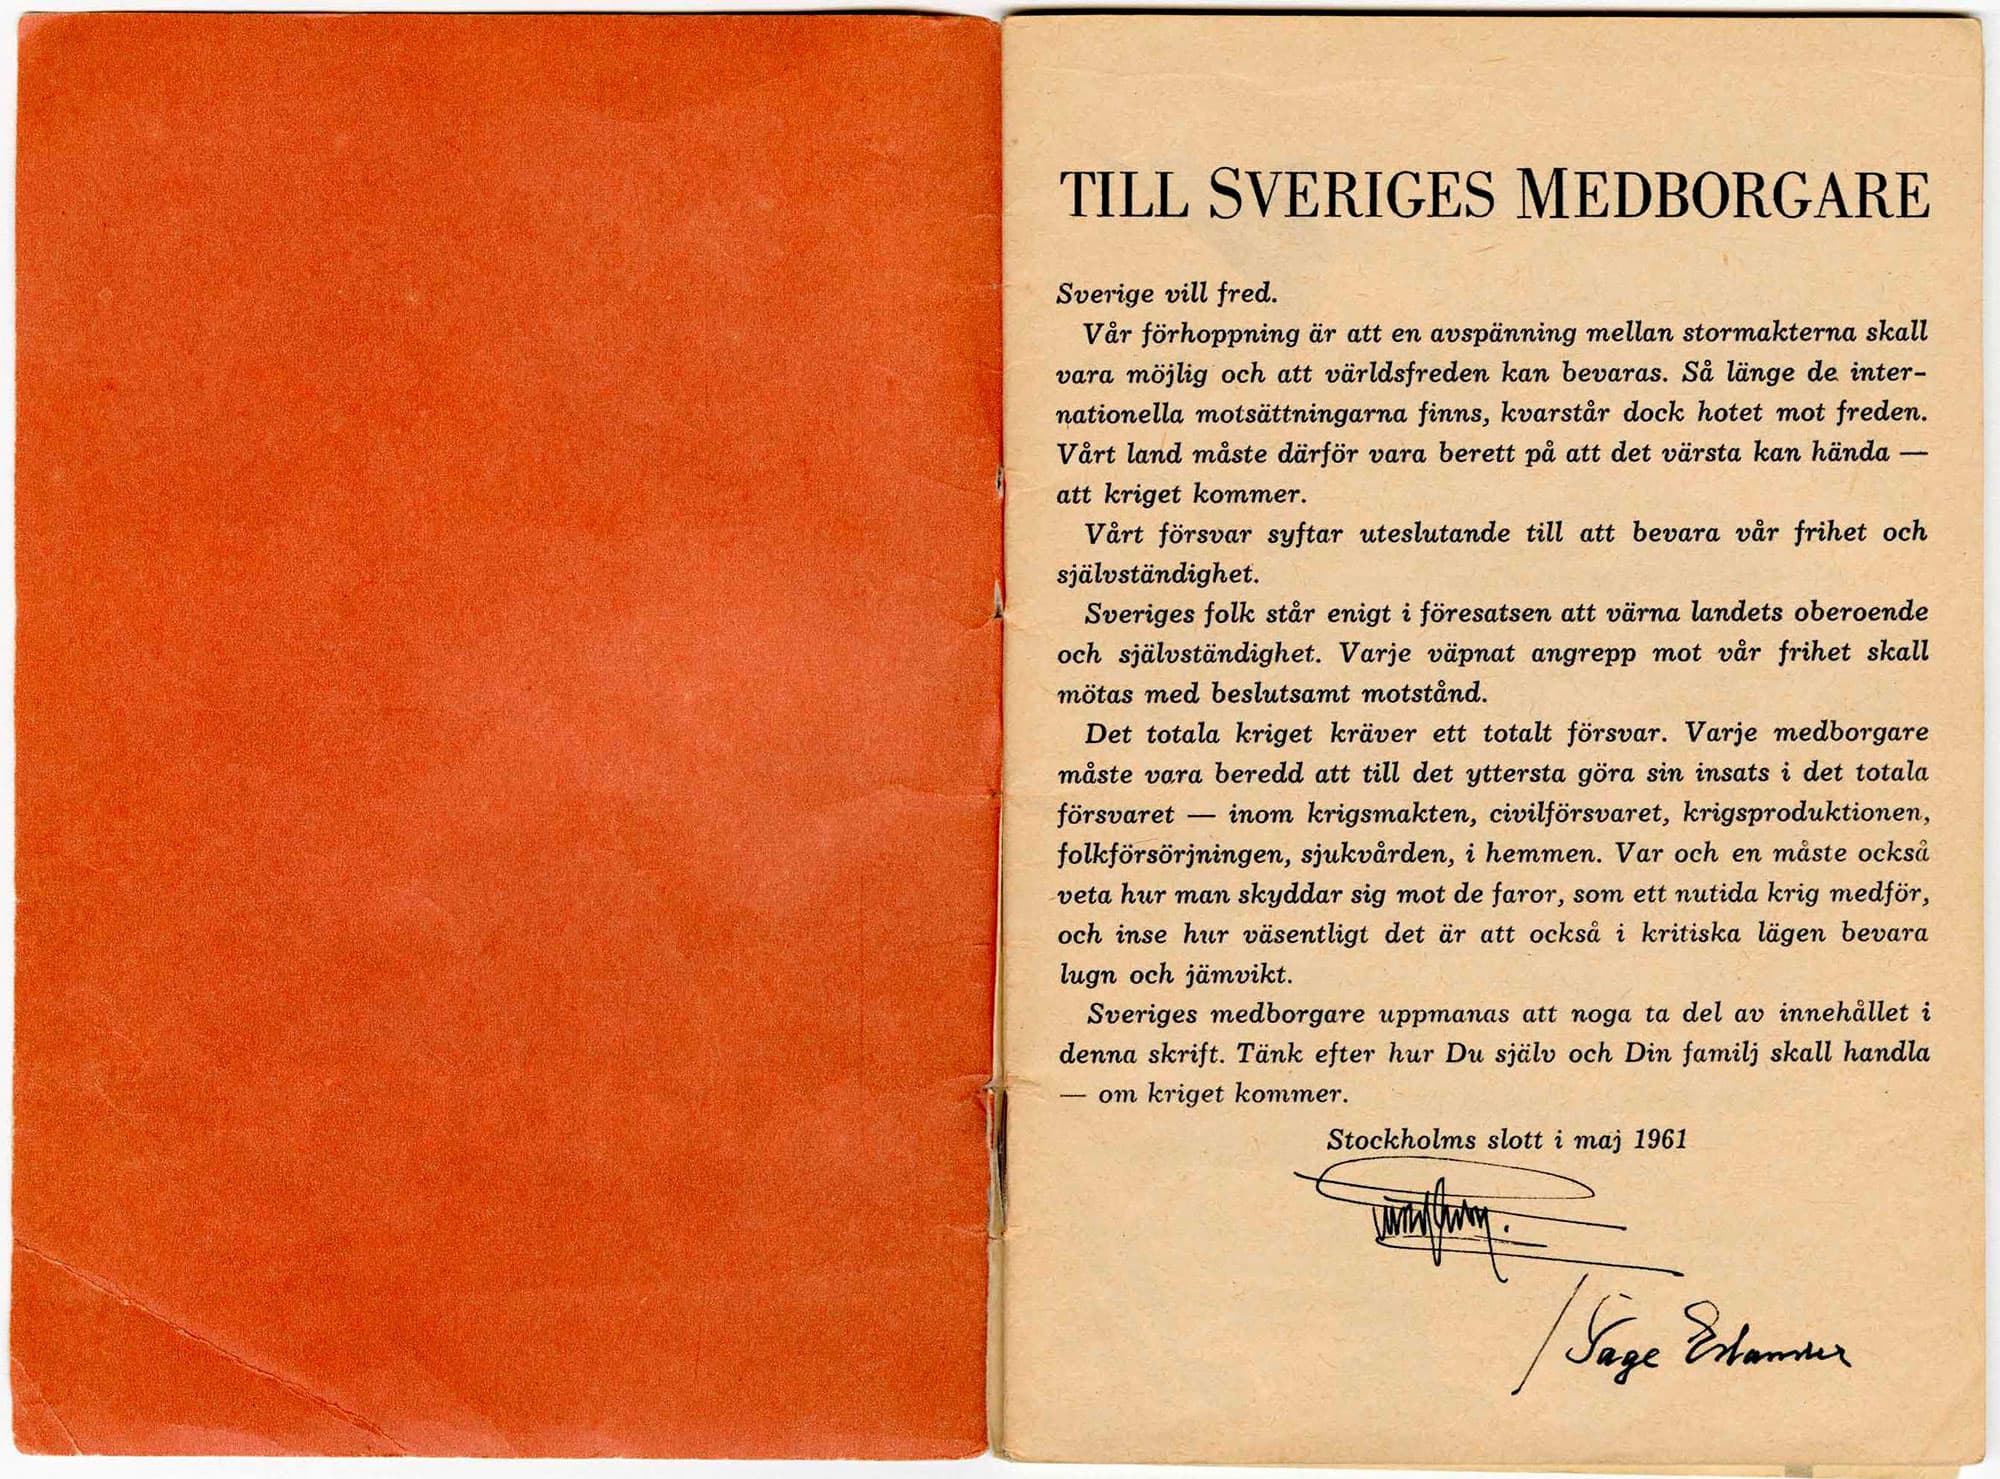 TILL SVERIGES MEDBORGARE
Sverige vill fred.
Vår förhoppning är att en avspänning mellan stormakterna skall
vara möjlig och att världsfreden kan bevaras. Så länge de inter-
nationella motsättningarna finns, kvarstår dock hotet mot freden.
Vårt land måste därför vara berett på att det värsta kan hända —
att kriget kommer.
Vårt försvar syftar uteslutande till att bevara vår frihet och
självständighet.
Sveriges folk står enigt i föresatsen att värna landets oberoende
och självständighet. Varje väpnat angrepp mot vår frihet skall
mötas med beslutsamt motstånd.
Det totala kriget kräver ett totalt försvar. Varje medborgare
måste vara beredd att till det yttersta göra sin insats i det totala
försvaret — inom krigsmakten, civilförsvaret, krigsproduktionen,
folkförsörjningen, sjukvården, i hemmen. Var och en måste också
veta hur man skyddar sig mot de faror, som ett nutida krig medför,
och inse hur väsentligt det är att också i kritiska lägen bevara
lugn och jämvikt.
Sveriges medborgare uppmanas att noga ta del av innehållet i
denna skrift. Tänk efter hur Du själv och Din familj skall handla
— om kriget kommer.
Stockholms slott i maj 1961
/ Tage Erlander